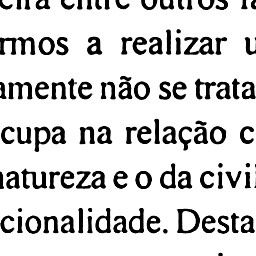 eira entre outros fa
rmos a realizar u
amente não se trata
cupa na relação c
natureza e o da civil
cionalidade. Desta